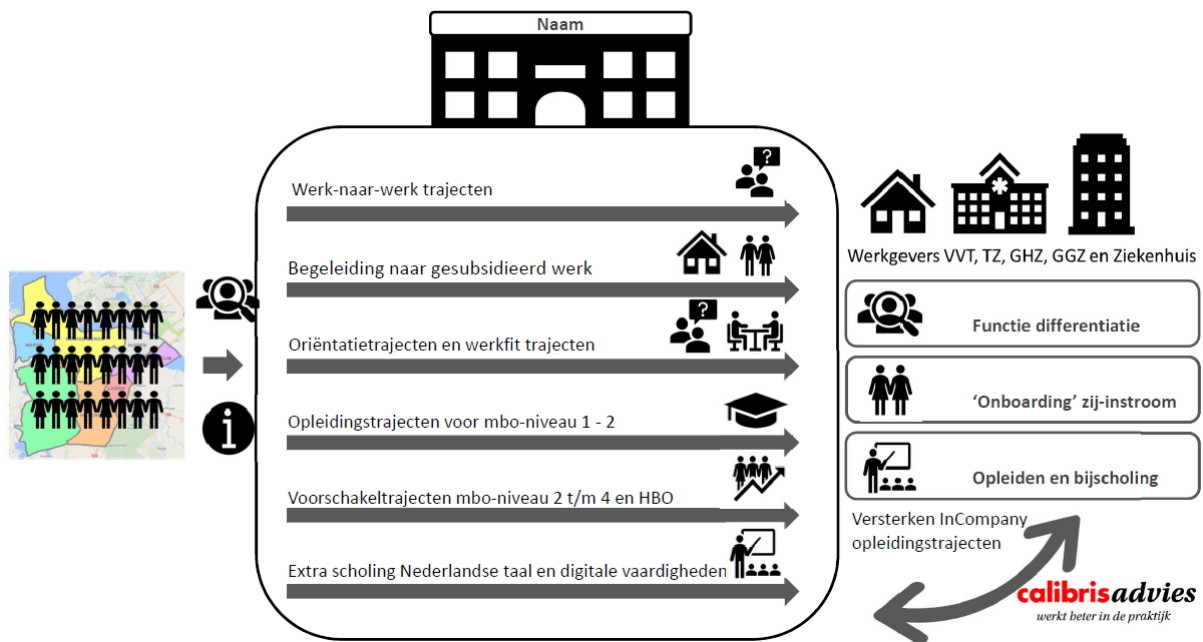 Naam
Werk-naar-werk trajecten
Begeleiding naar gesubsidieerd werk
Oriëntatietrajecten en werkfit trajecten
Opleidingstrajecten voor mbo-niveau 1 - 2
Voorschakeltrajecten mbo-niveau 2 t/m 4 en HBO
Extra scholing Nederlandse taal en digitale vaardigheden
Werkgevers VVT, TZ, GHZ, GGZ en Ziekenhuis
Functie differentiatie
‘Onboarding’ zij-instroom
Opleiden en bijscholing
Versterken InCompany
opleidingstrajecten
calibrisadvies
werkt beter in de praktijk